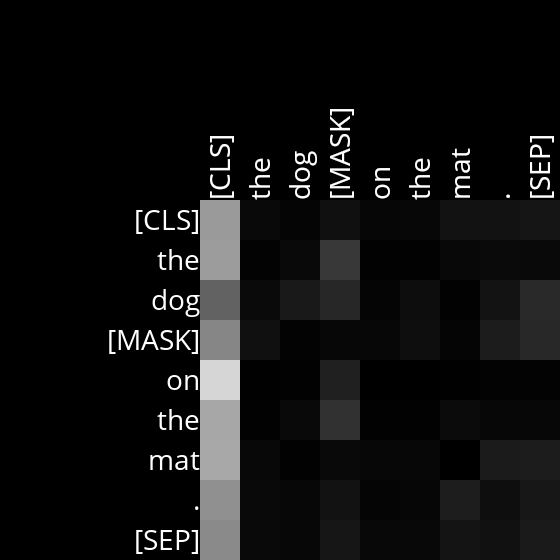 [CLS] the dog [MASK] on the mat . [SEP]
[CLS]
the
dog
[MASK]
on
the
mat
.
[SEP]